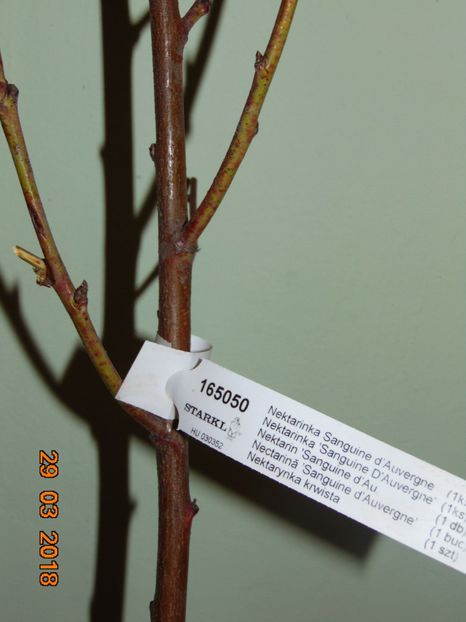 165050
STARKL
HU 030352
Nektarinka Sanguine d'Auvergne (1k
Nektarinka 'Sanguine D'Auvergne' (1ks
Nektarin 'Sanguine d'Au (1 db)
Nectarină 'Sanguine d'Auvergne' (1 buc.
Nektarynka krwista (1 szt)
29 03 2018